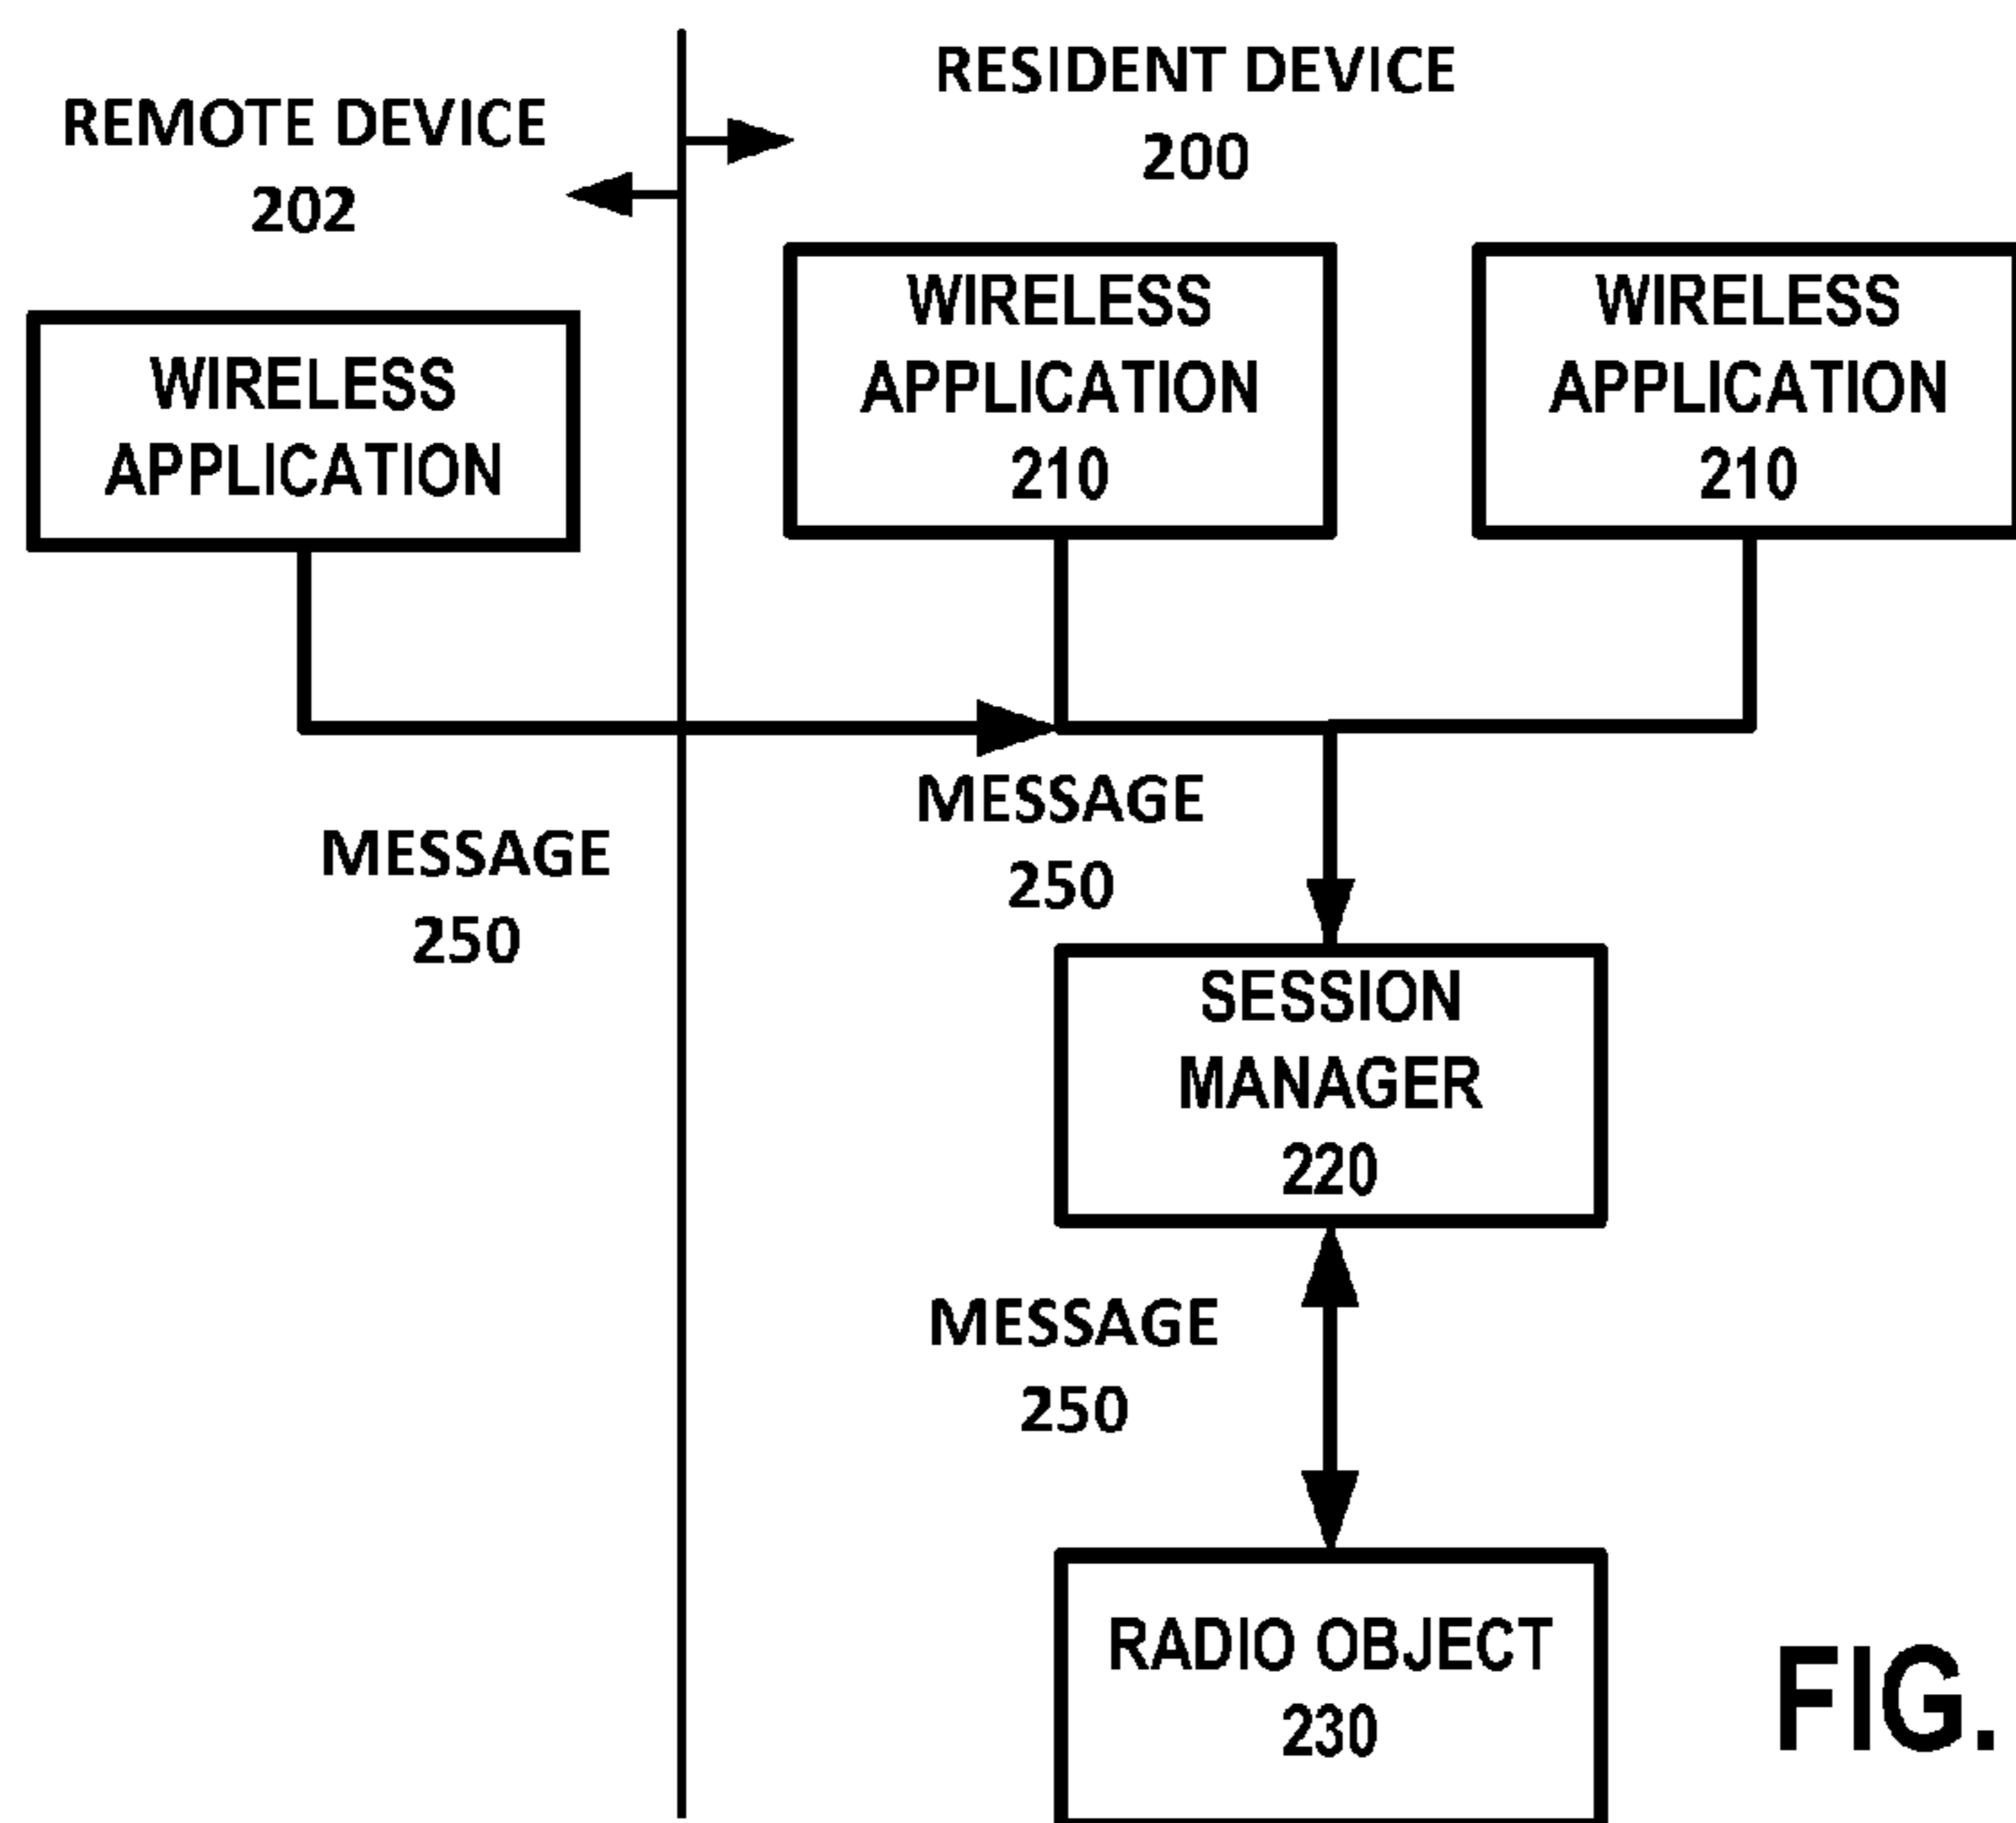 RESIDENT DEVICE
200
REMOTE DEVICE
202
WIRELESS
APPLICATION
WIRELESS
APPLICATION
210
WIRELESS
APPLICATION
210
MESSAGE
250
MESSAGE
250
SESSION
MANAGER
220
MESSAGE
250
RADIO OBJECT
230
FIG.